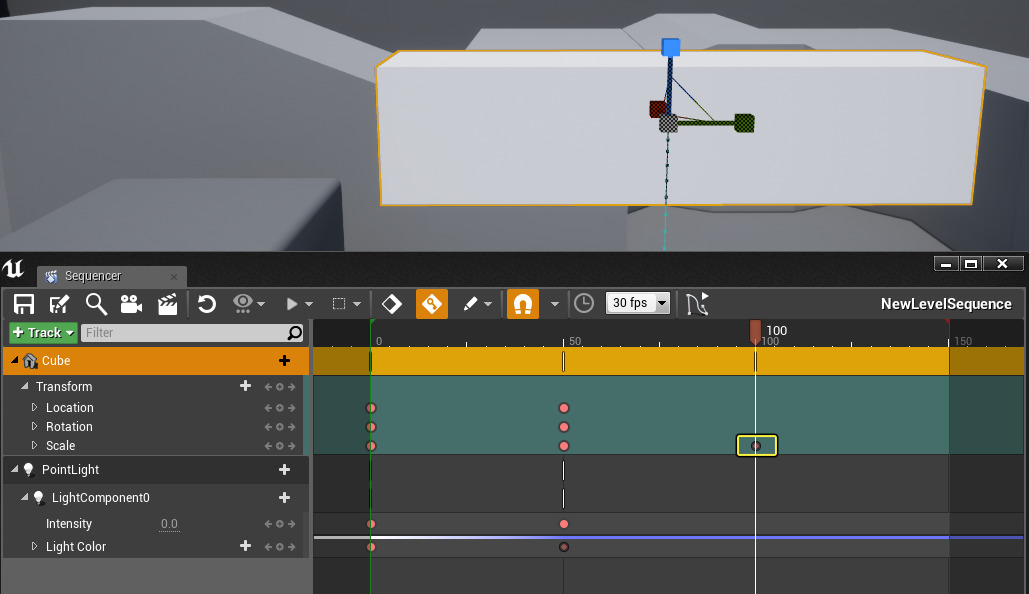 Sequencer
30 fps
NewLevelSequence
+ Track
Filter
100
0
50
100
150
Cube
Transform
Location
Rotation
Scale
PointLight
LightComponent0
Intensity 0.0
Light Color